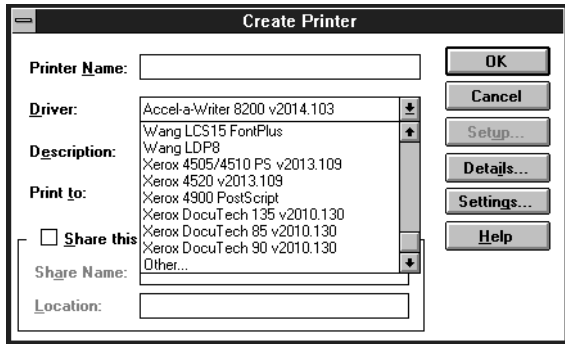 Create Printer
Printer Name:
OK
Driver:
Accel-a-Writer 8200 v2014.103
Cancel
Wang LCS15 FontPlus
Setup...
Description:
Wang LDP8
Xerox 4505/4510 PS v2013.109
Details...
Xerox 4520 v2013.109
Print to:
Xerox 4900 PostScript
Settings...
Xerox DocuTech 135 v2010.130
Share this
Xerox DocuTech 85 v2010.130
Help
Xerox DocuTech 90 v2010.130
Other...
Share Name:
Location: